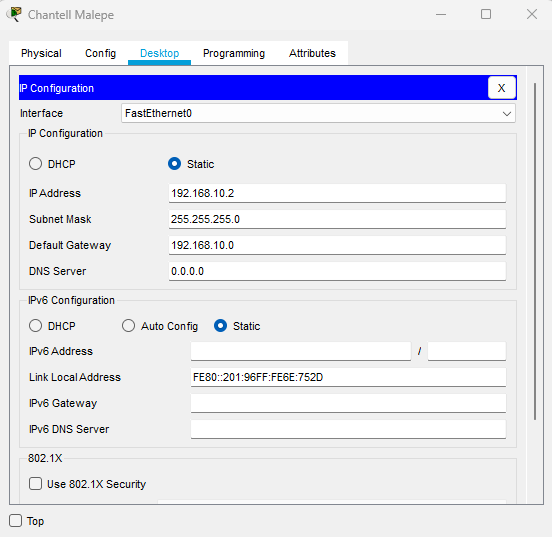 Chantell Malepe
Physical Config Desktop Programming Attributes
IP Configuration X
Interface FastEthernet0
IP Configuration
DHCP Static
IP Address 192.168.10.2
Subnet Mask 255.255.255.0
Default Gateway 192.168.10.0
DNS Server 0.0.0.0
IPv6 Configuration
DHCP Auto Config Static
IPv6 Address /
Link Local Address FE80::201:96FF:FE6E:752D
IPv6 Gateway
IPv6 DNS Server
802.1X
Use 802.1X Security
Top